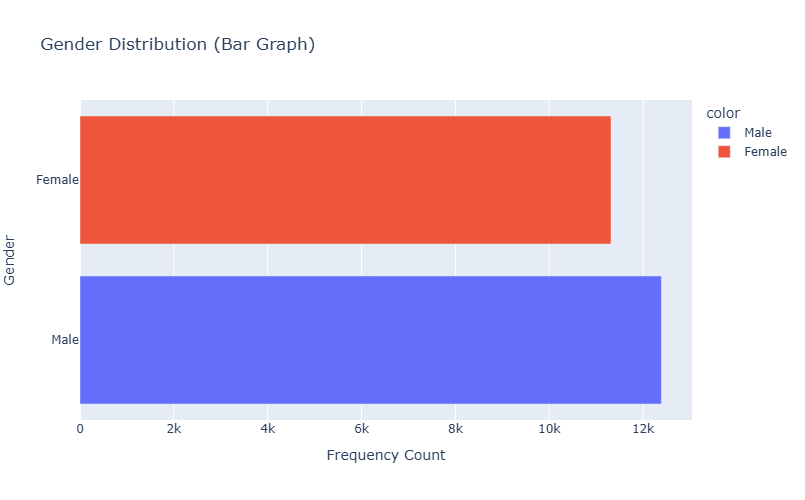 Gender Distribution (Bar Graph)
color
Male
Female
Gender
Female
Male
0 2k 4k 6k 8k 10k 12k
Frequency Count